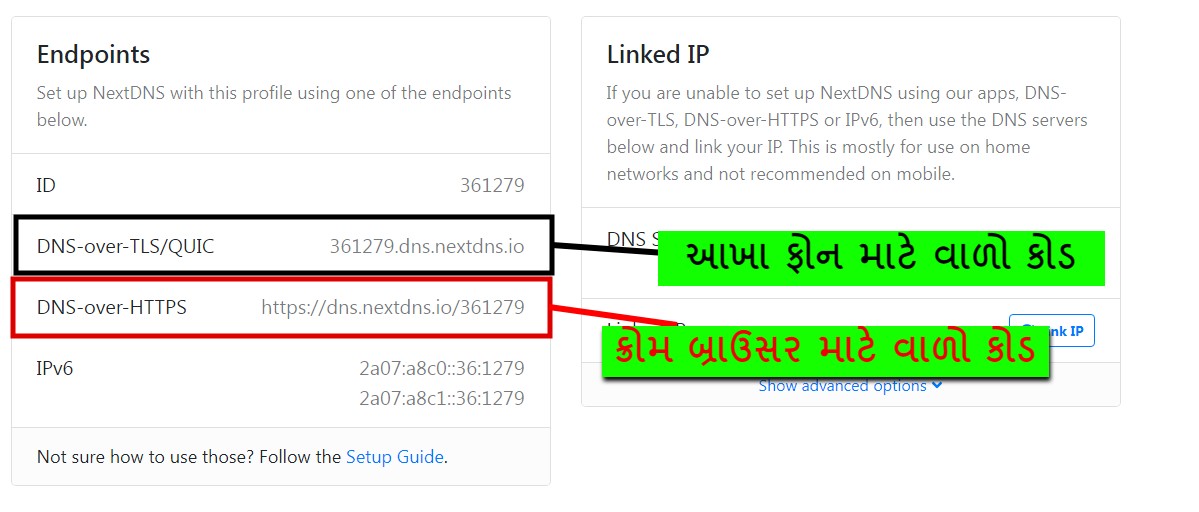 Endpoints
Set up NextDNS with this profile using one of the endpoints
below.
ID 361279
DNS-over-TLS/QUIC 361279.dns.nextdns.io
DNS-over-HTTPS https://dns.nextdns.io/361279
IPv6 2a07:a8c0::36:1279
2a07:a8c1::36:1279
Not sure how to use those? Follow the Setup Guide.
Linked IP
If you are unable to set up NextDNS using our apps, DNS-
over-TLS, DNS-over-HTTPS or IPv6, then use the DNS servers
below and link your IP. This is mostly for use on home
networks and not recommended on mobile.
DNS
આખા ફોન માટે વાળો કોડ
IP
ક્રોમ બ્રાઉસર માટે વાળો કોડ
Show advanced options